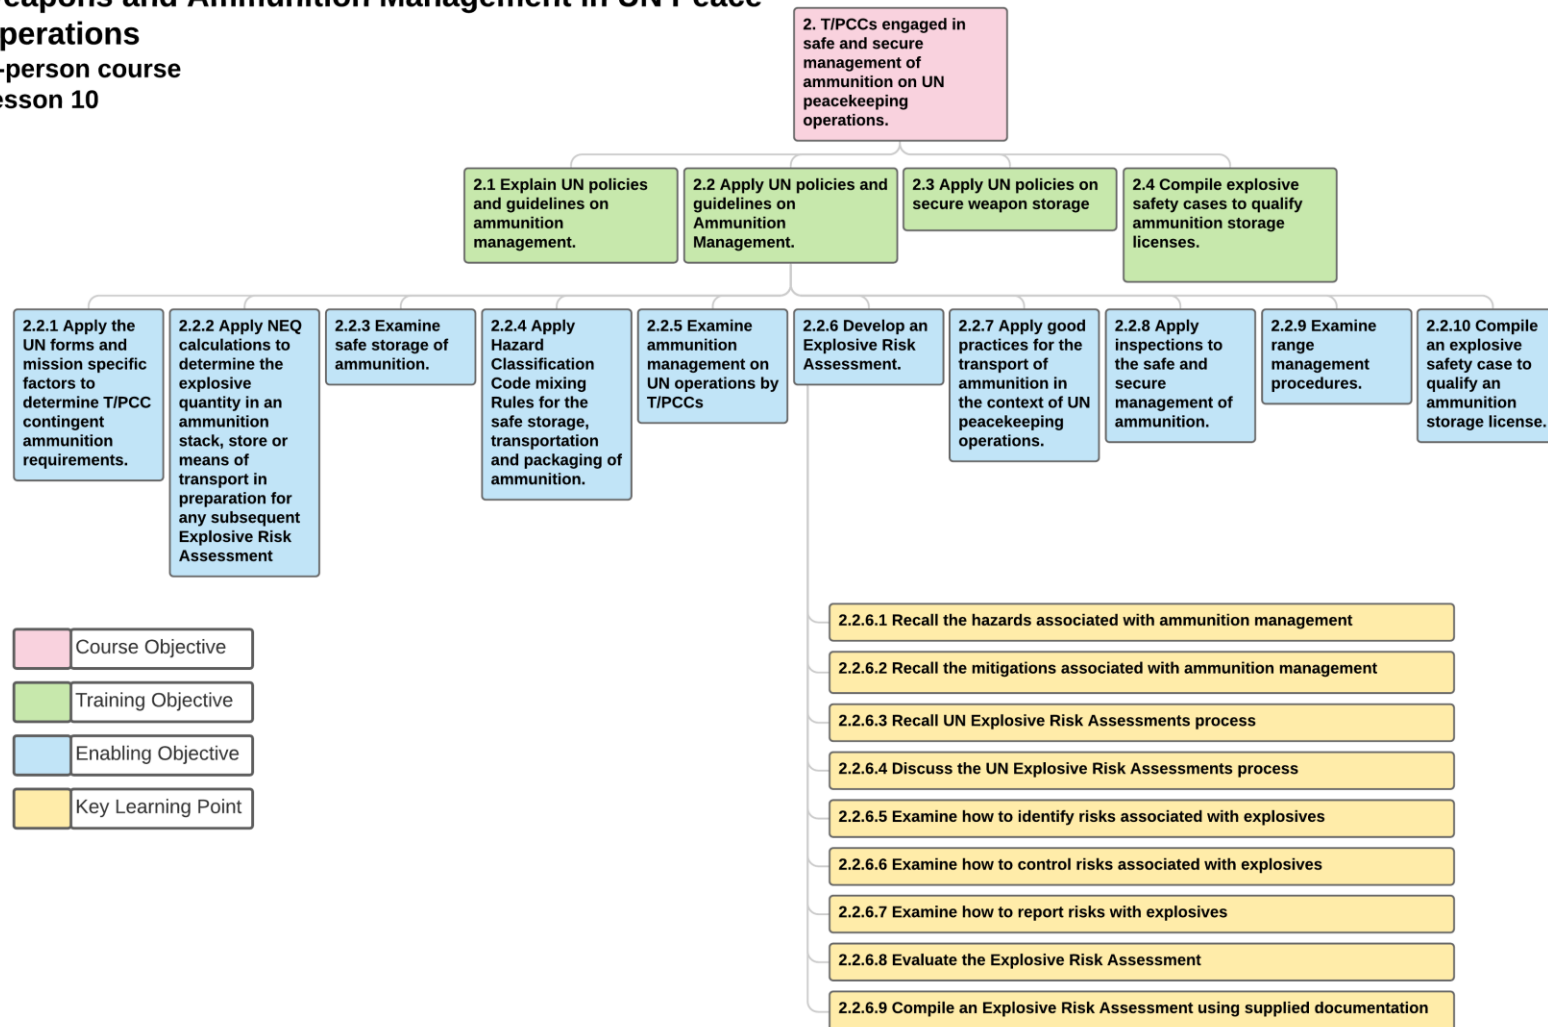 eapons and Ammunition Management in UN Peace
perations
-person course
esson 10
2. T/PCCs engaged in
safe and secure
management of
ammunition on UN
peacekeeping
operations.
2.1 Explain UN policies
and guidelines on
ammunition
management.
2.2 Apply UN policies and
guidelines on
Ammunition
Management.
2.3 Apply UN policies on
secure weapon storage
2.4 Compile explosive
safety cases to qualify
ammunition storage
licenses.
2.2.1 Apply the
UN forms and
mission specific
factors to
determine T/PCC
contingent
ammunition
requirements.
2.2.2 Apply NEQ
calculations to
determine the
explosive
quantity in an
ammunition
stack, store or
means of
transport in
preparation for
any subsequent
Explosive Risk
Assessment
2.2.3 Examine
safe storage of
ammunition.
2.2.4 Apply
Hazard
Classification
Code mixing
Rules for the
safe storage,
transportation
and packaging of
ammunition.
2.2.5 Examine
ammunition
management on
UN operations by
T/PCCs
2.2.6 Develop an
Explosive Risk
Assessment.
2.2.7 Apply good
practices for the
transport of
ammunition in
the context of UN
peacekeeping
operations.
2.2.8 Apply
inspections to
the safe and
secure
management of
ammunition.
2.2.9 Examine
range
management
procedures.
2.2.10 Compile
an explosive
safety case to
qualify an
ammunition
storage license.
Course Objective
Training Objective
Enabling Objective
Key Learning Point
2.2.6.1 Recall the hazards associated with ammunition management
2.2.6.2 Recall the mitigations associated with ammunition management
2.2.6.3 Recall UN Explosive Risk Assessments process
2.2.6.4 Discuss the UN Explosive Risk Assessments process
2.2.6.5 Examine how to identify risks associated with explosives
2.2.6.6 Examine how to control risks associated with explosives
2.2.6.7 Examine how to report risks with explosives
2.2.6.8 Evaluate the Explosive Risk Assessment
2.2.6.9 Compile an Explosive Risk Assessment using supplied documentation